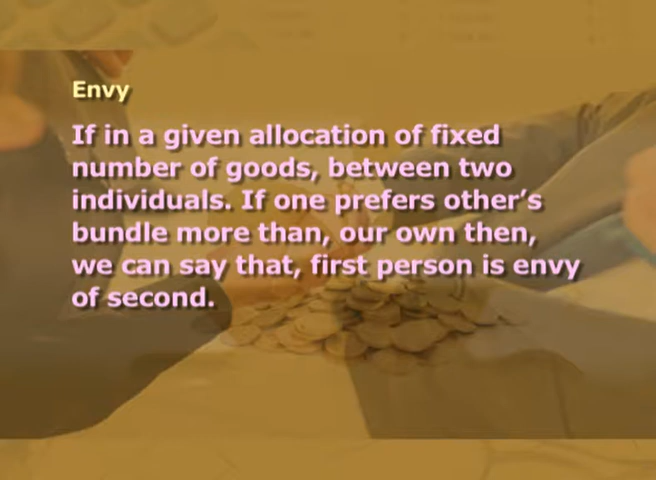 Envy
If in a given allocation of fixed
number of goods, between two
individuals. If one prefers other’s
bundle more than, our own then,
we can say that, first person is envy
of second.